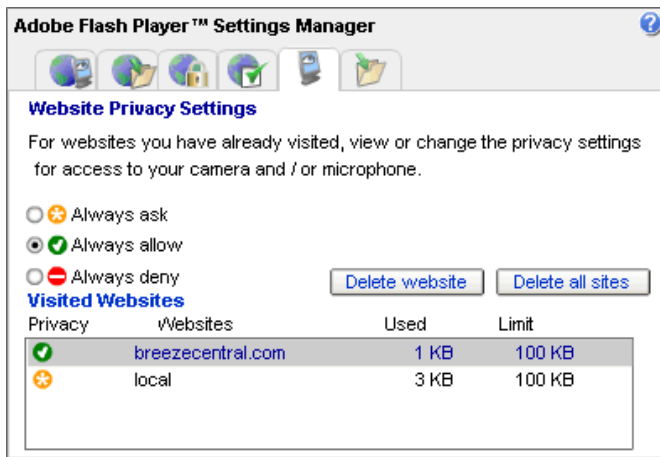 Adobe Flash Player™ Settings Manager
Website Privacy Settings
For websites you have already visited, view or change the privacy settings
for access to your camera and / or microphone.
Always ask
Always allow
Always deny
Delete website
Delete all sites
Visited Websites
Privacy Websites Used Limit
breezecentral.com 1 KB 100 KB
local 3 KB 100 KB